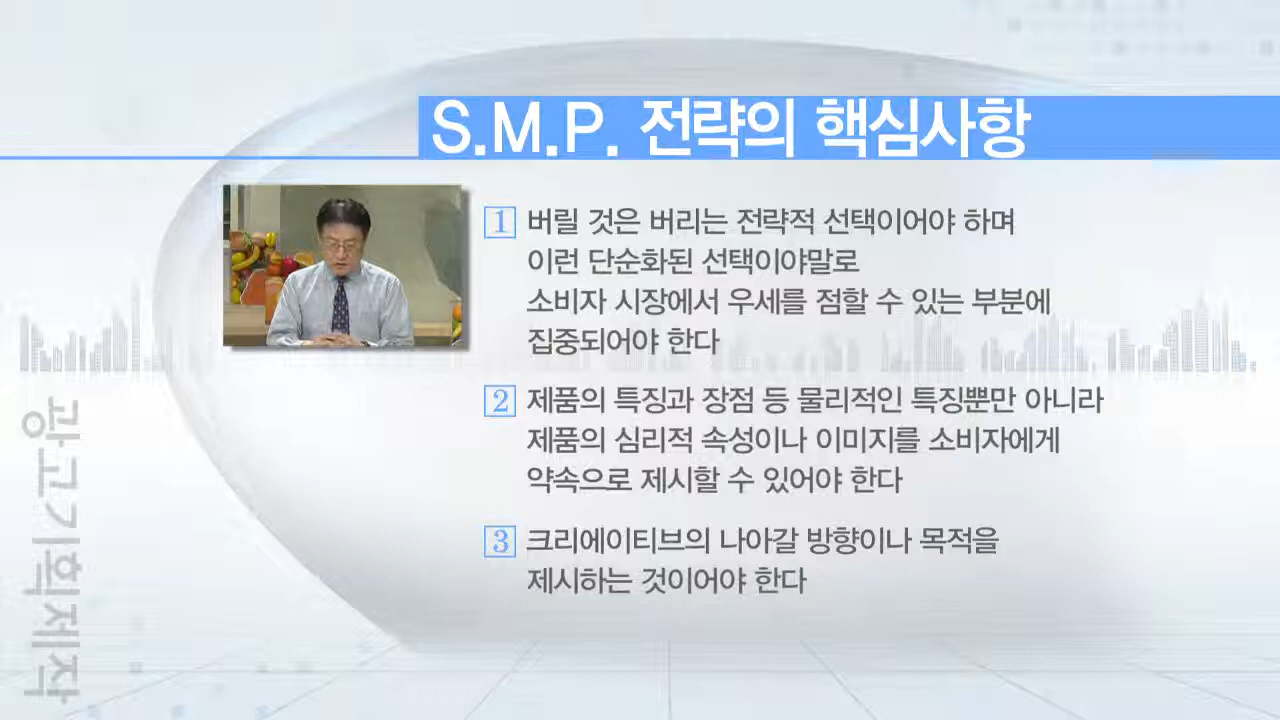 S.M.P. 전략의 핵심사항
1 버릴 것은 버리는 전략적 선택이어야 하며
이런 단순화된 선택이야말로
소비자 시장에서 우세를 점할 수 있는 부분에
집중되어야 한다
2 제품의 특징과 장점 등 물리적인 특징뿐만 아니라
제품의 심리적 속성이나 이미지를 소비자에게
약속으로 제시할 수 있어야 한다
3 크리에이티브의 나아갈 방향이나 목적을
제시하는 것이어야 한다
광고기획제작